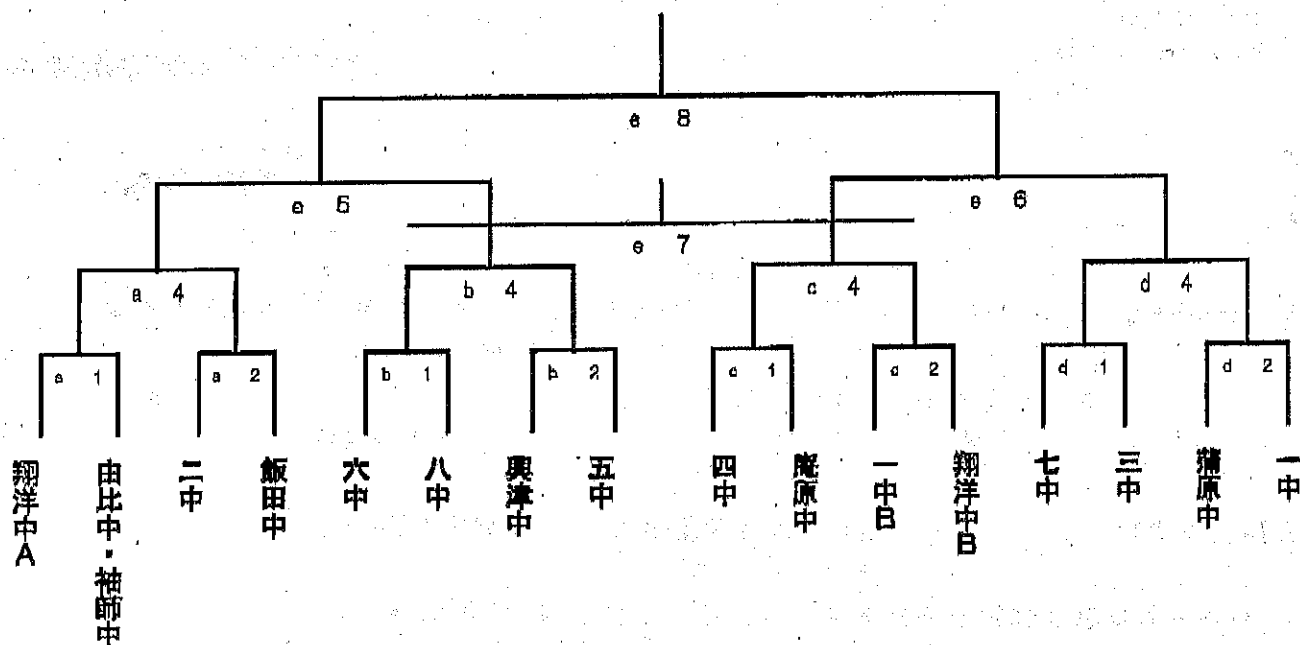 e 8
e 5
e 6
e 7
a 4
b 4
c 4
d 4
a 1
a 2
b 1
b 2
c 1
c 2
d 1
d 2
翔洋中A
由比中・袖師中
二中
飯田中
六中
八中
興津中
五中
四中
庵原中
一中B
翔洋中B
七中
三中
蒲原中
一中